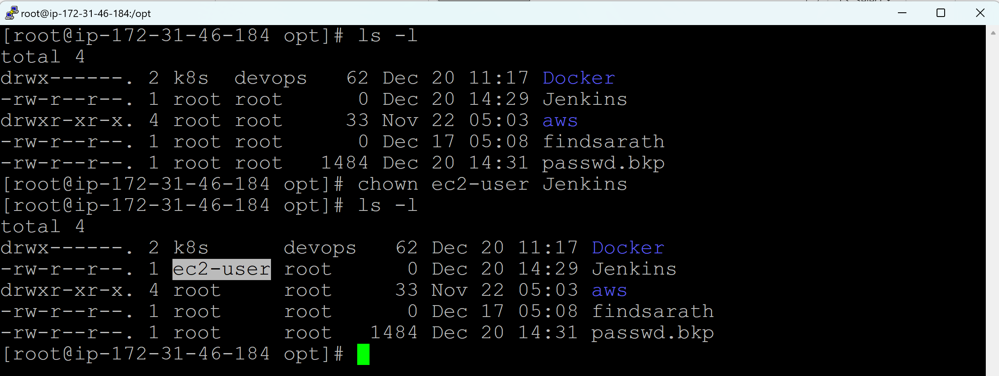 root@ip-172-31-46-184:/opt
[root@ip-172-31-46-184 opt]# ls -l
total 4
drwx------. 2 k8s  devops   62 Dec 20 11:17 Docker
-rw-r--r--. 1 root root      0 Dec 20 14:29 Jenkins
drwxr-xr-x. 4 root root     33 Nov 22 05:03 aws
-rw-r--r--. 1 root root      0 Dec 17 05:08 findsarath
-rw-r--r--. 1 root root   1484 Dec 20 14:31 passwd.bkp
[root@ip-172-31-46-184 opt]# chown ec2-user Jenkins
[root@ip-172-31-46-184 opt]# ls -l
total 4
drwx------. 2 k8s      devops   62 Dec 20 11:17 Docker
-rw-r--r--. 1 ec2-user root      0 Dec 20 14:29 Jenkins
drwxr-xr-x. 4 root     root     33 Nov 22 05:03 aws
-rw-r--r--. 1 root     root      0 Dec 17 05:08 findsarath
-rw-r--r--. 1 root     root   1484 Dec 20 14:31 passwd.bkp
[root@ip-172-31-46-184 opt]#